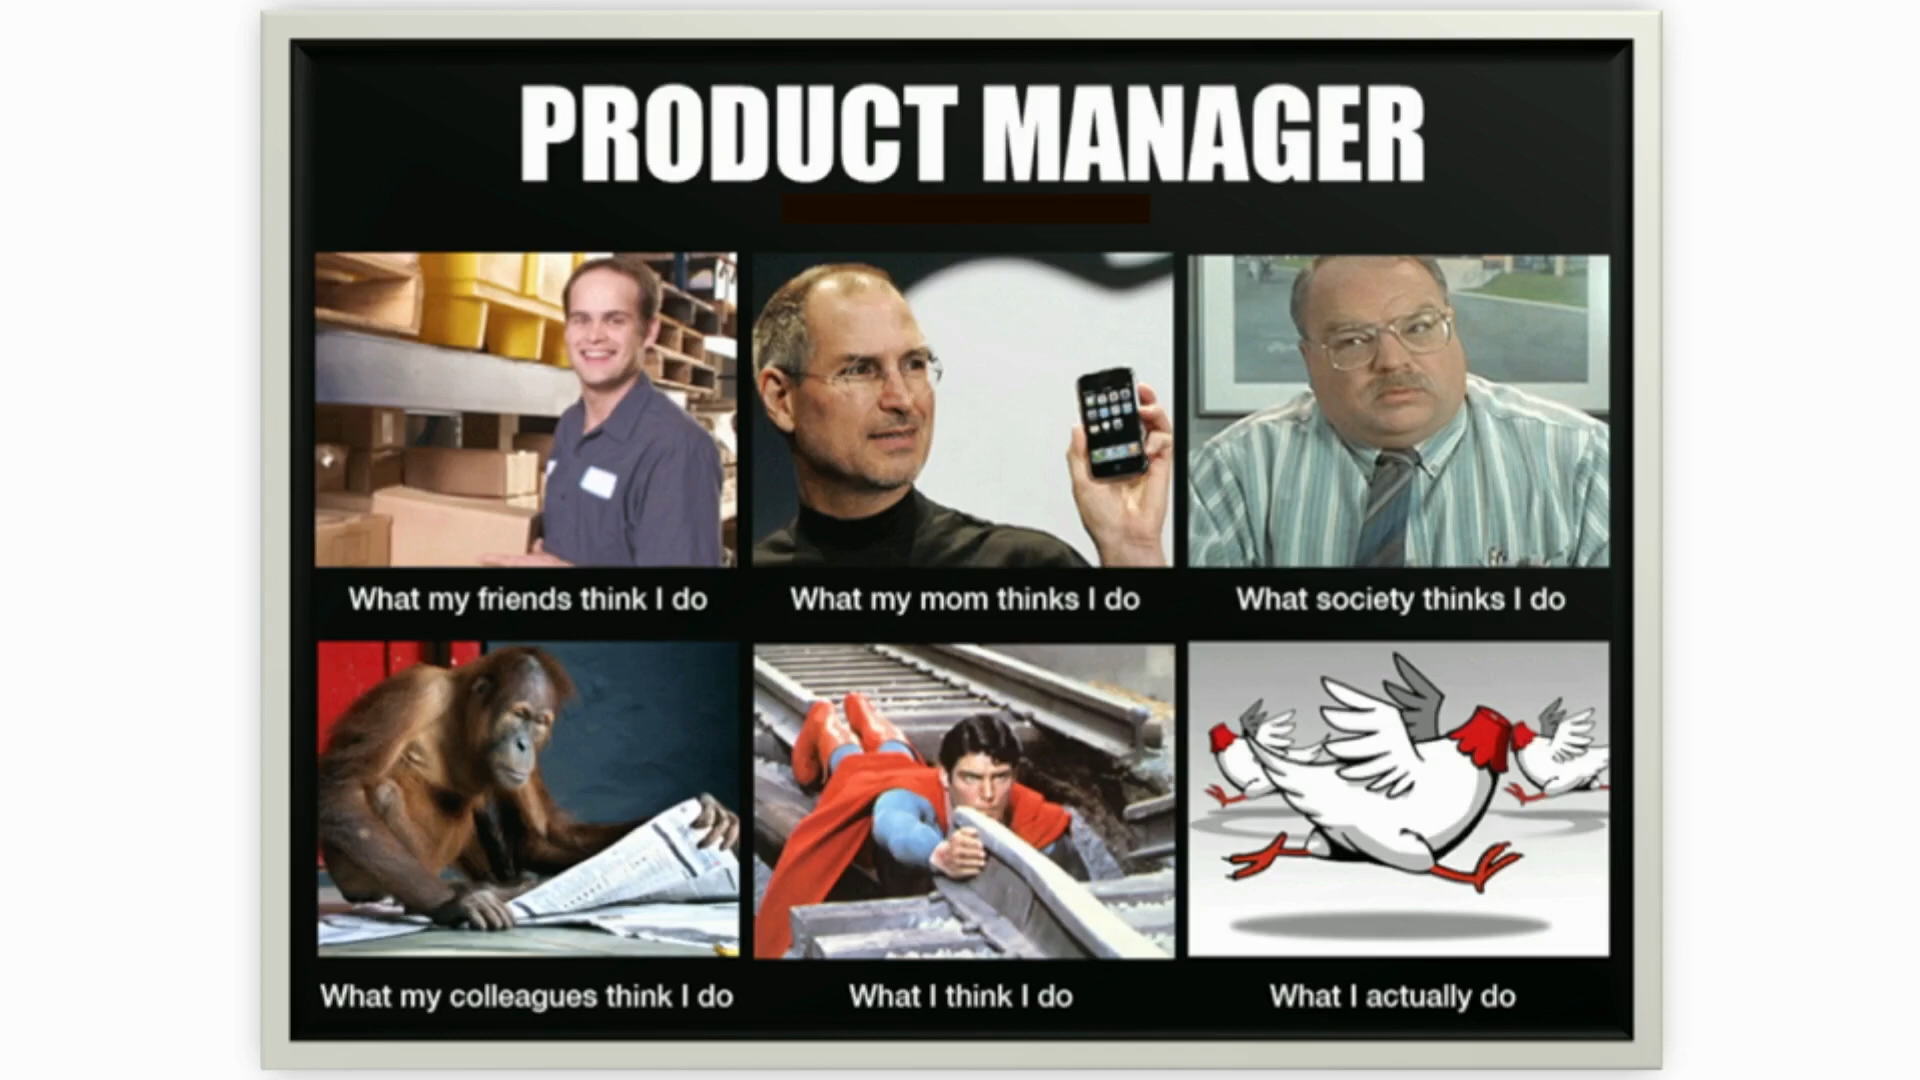 PRODUCT MANAGER
What my friends think I do
What my mom thinks I do
What society thinks I do
What my colleagues think I do
What I think I do
What I actually do